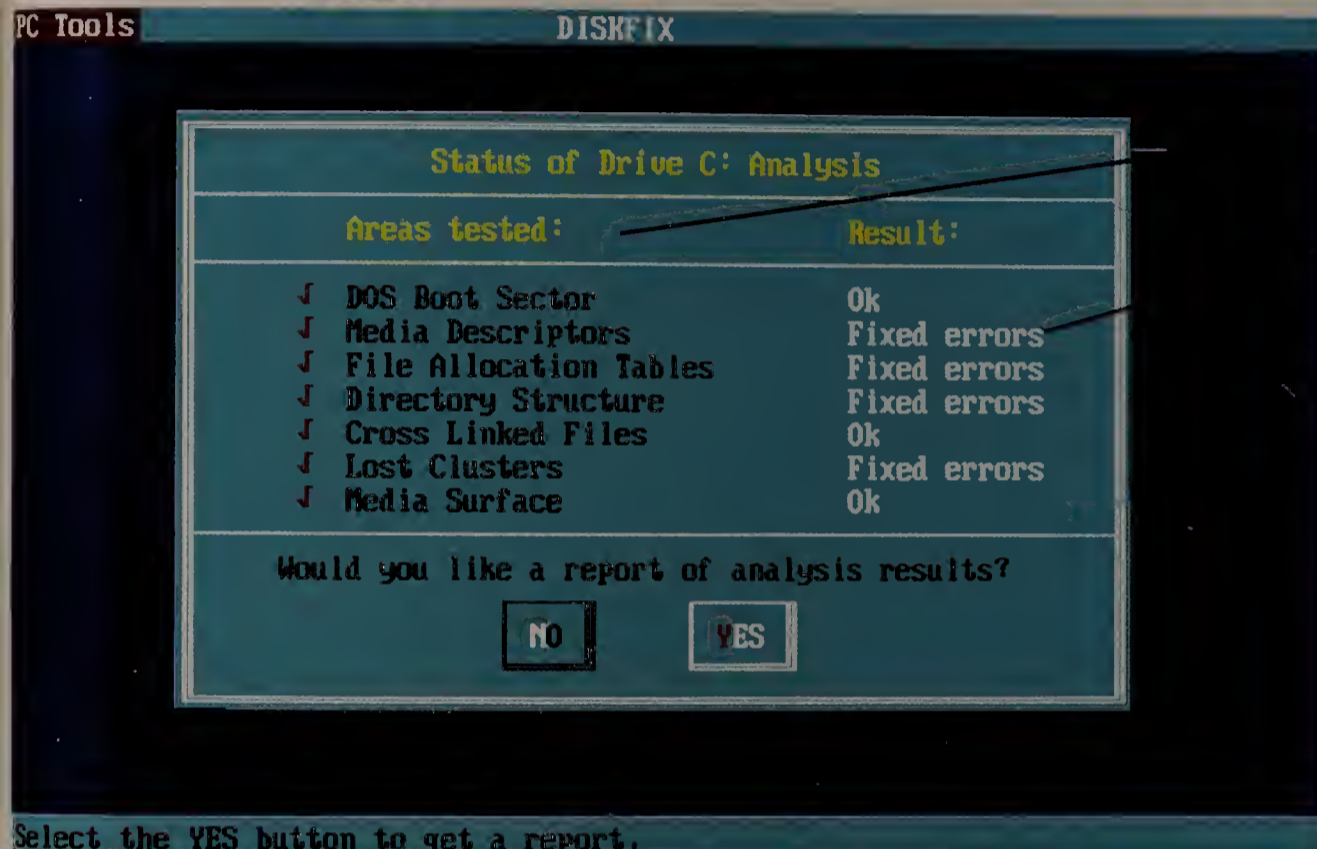 PC Tools DISKFIX
Status of Drive C: Analysis
Areas tested: Result:
√ DOS Boot Sector Ok
√ Media Descriptors Fixed errors
√ File Allocation Tables Fixed errors
√ Directory Structure Fixed errors
√ Cross Linked Files Ok
√ Lost Clusters Fixed errors
√ Media Surface Ok
Would you like a report of analysis results?
NO YES
Select the YES button to get a report.